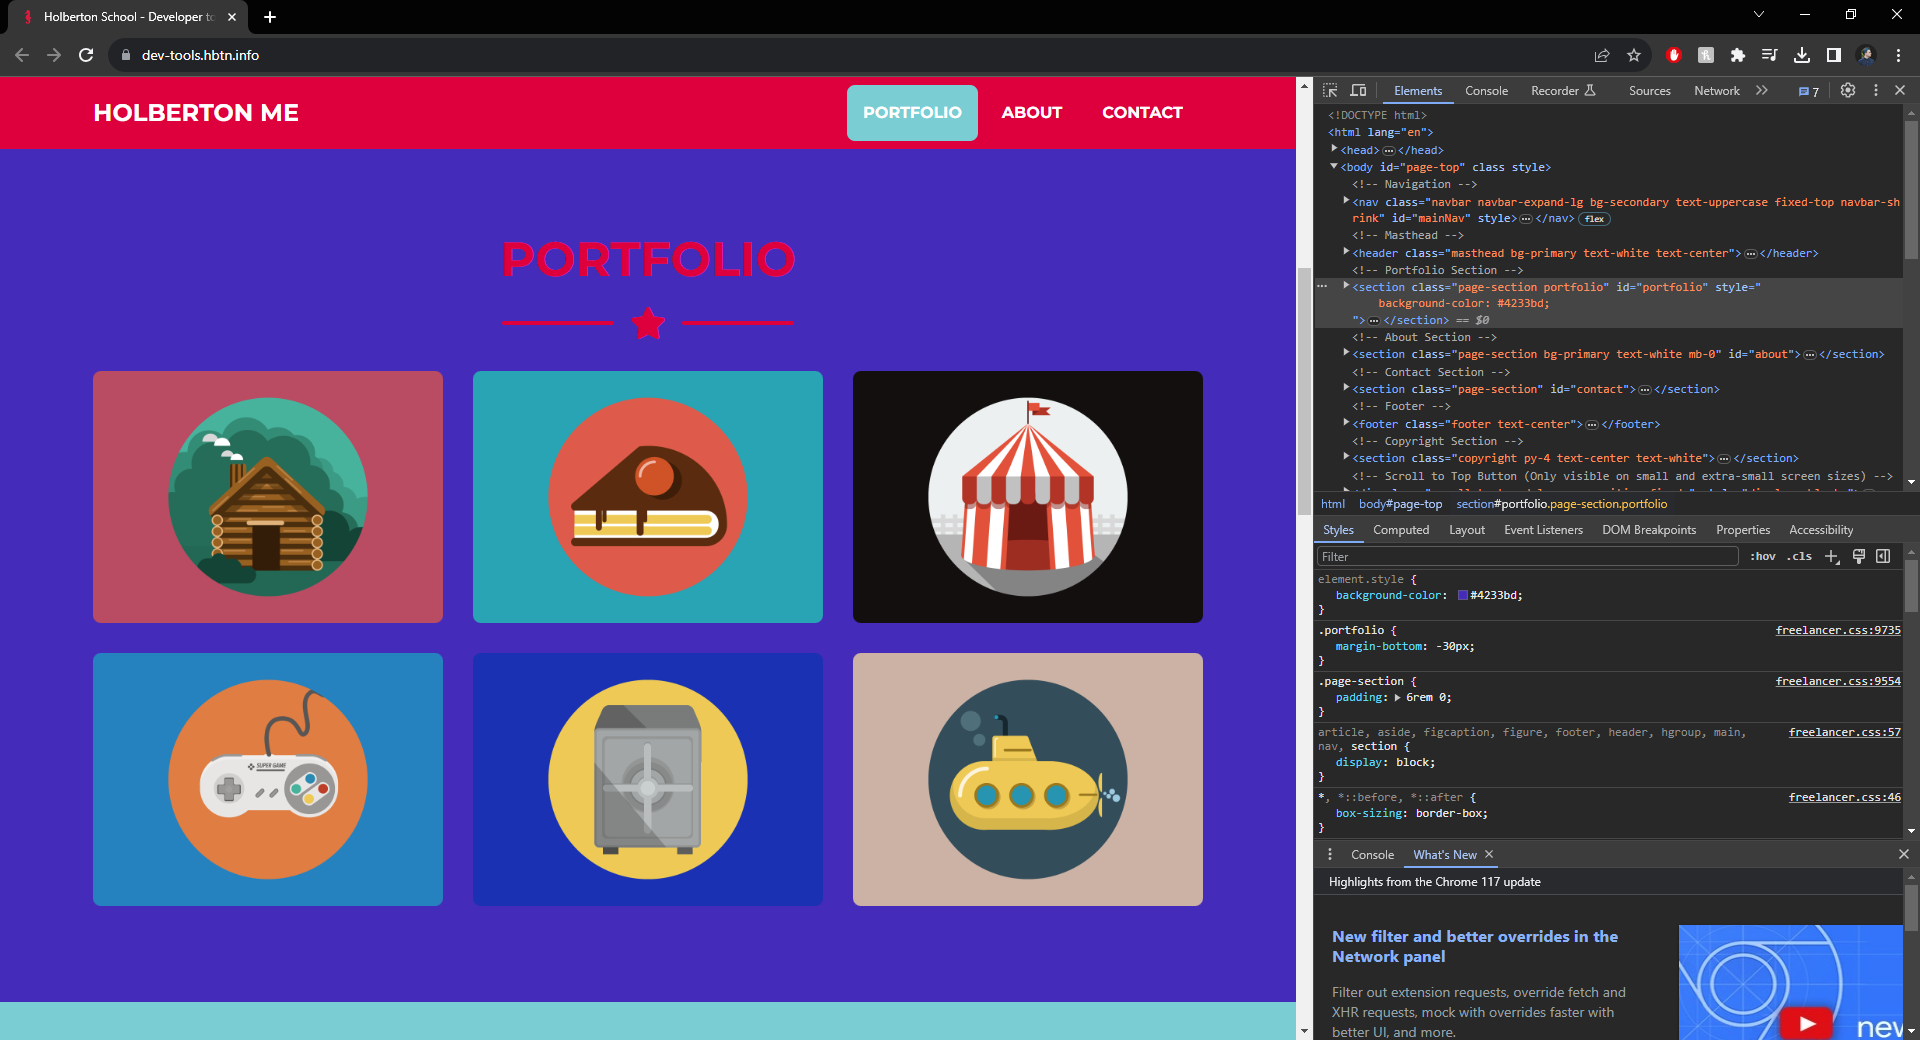 Holberton School - Developer to
dev-tools.hbtn.info
HOLBERTON ME
PORTFOLIO
ABOUT
CONTACT
PORTFOLIO
SUPER GAME
Elements
Console
Recorder
Sources
Network
7
<!DOCTYPE html>
<html lang="en">
<head>…</head>
<body id="page-top" class style>
<!-- Navigation -->
<nav class="navbar navbar-expand-lg bg-secondary text-uppercase fixed-top navbar-sh
rink" id="mainNav" style>…</nav> flex
<!-- Masthead -->
<header class="masthead bg-primary text-white text-center">…</header>
<!-- Portfolio Section -->
<section class="page-section portfolio" id="portfolio" style="
background-color: #4233bd;
">…</section> == $0
<!-- About Section -->
<section class="page-section bg-primary text-white mb-0" id="about">…</section>
<!-- Contact Section -->
<section class="page-section" id="contact">…</section>
<!-- Footer -->
<footer class="footer text-center">…</footer>
<!-- Copyright Section -->
<section class="copyright py-4 text-center text-white">…</section>
<!-- Scroll to Top Button (Only visible on small and extra-small screen sizes) -->
html body#page-top section#portfolio.page-section.portfolio
Styles Computed Layout Event Listeners DOM Breakpoints Properties Accessibility
Filter
:hov .cls
element.style {
background-color: #4233bd;
}
.portfolio { freelancer.css:9735
margin-bottom: -30px;
}
.page-section { freelancer.css:9554
padding: 6rem 0;
}
article, aside, figcaption, figure, footer, header, hgroup, main, freelancer.css:57
nav, section {
display: block;
}
*, *::before, *::after { freelancer.css:46
box-sizing: border-box;
}
Console What's New
Highlights from the Chrome 117 update
New filter and better overrides in the
Network panel
Filter out extension requests, override fetch and
XHR requests, mock with overrides faster with
better UI, and more.
new